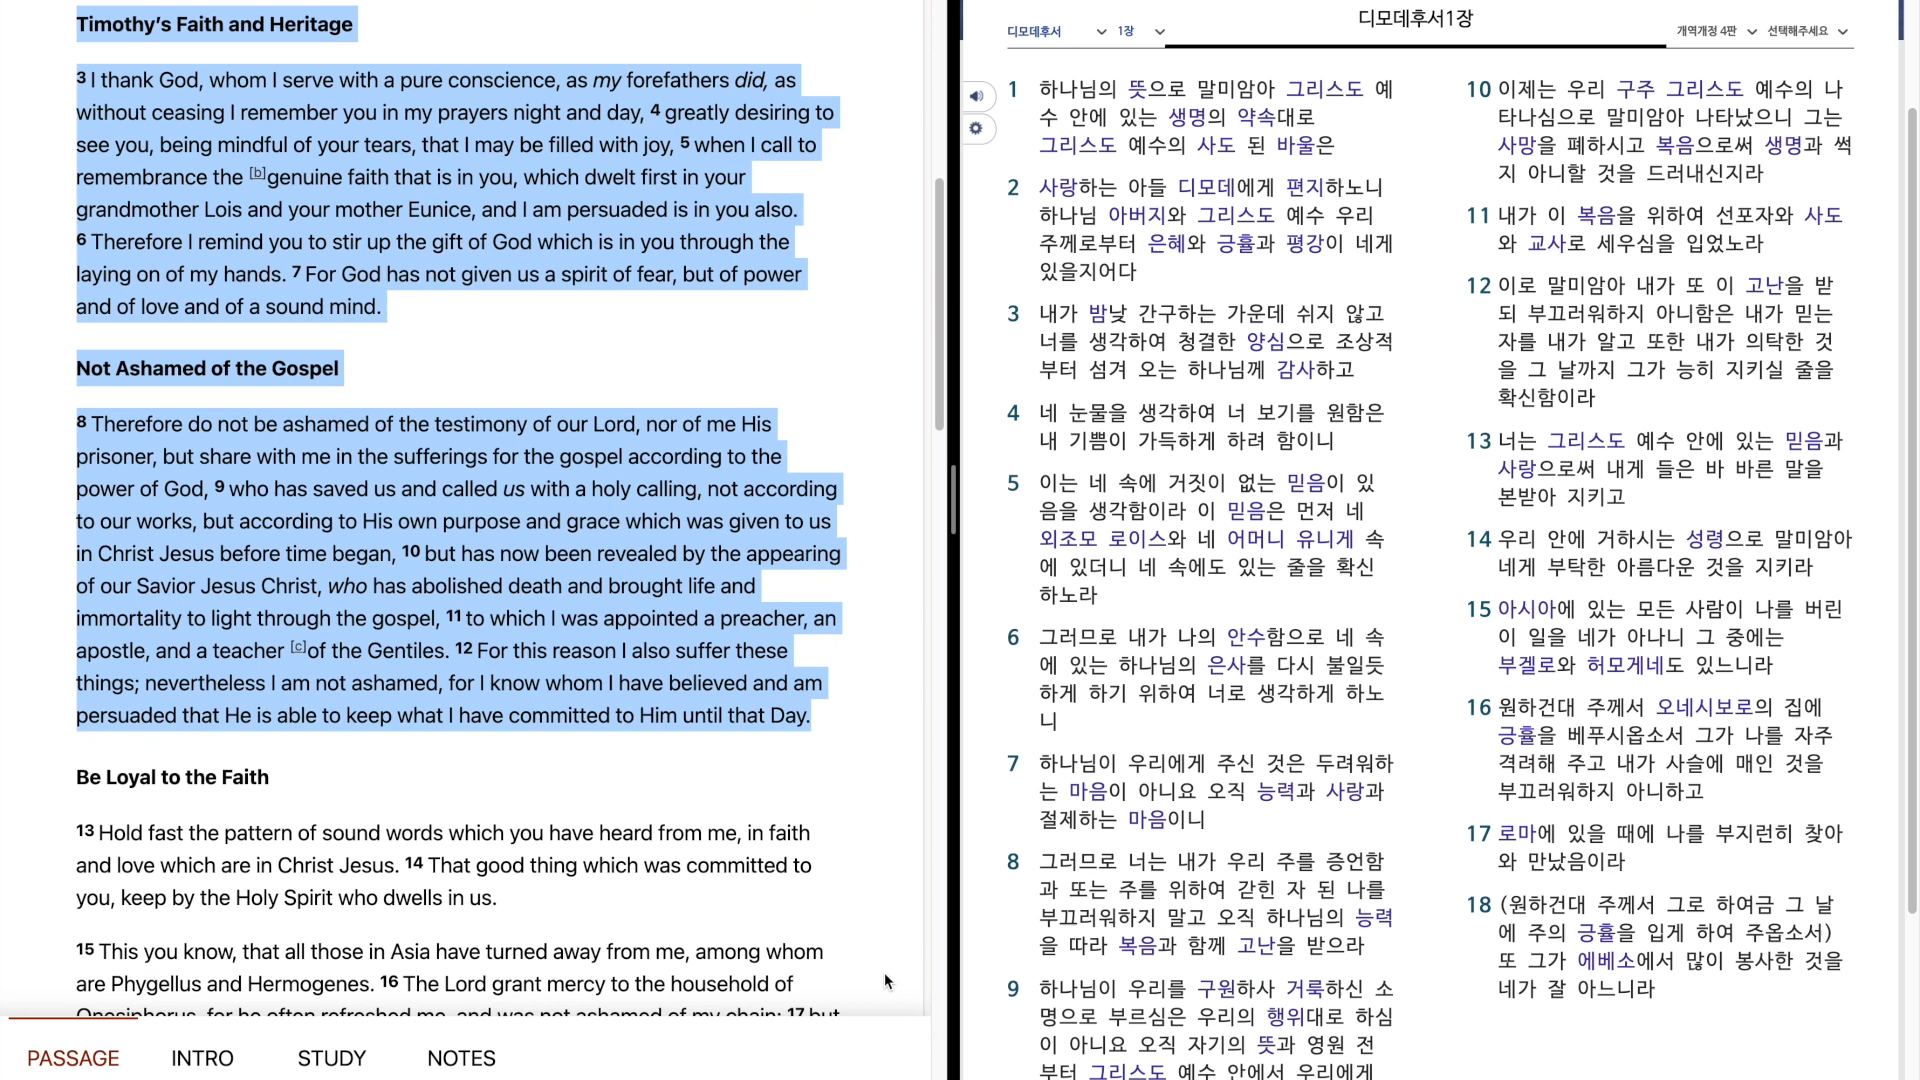 Timothy’s Faith and Heritage
3 I thank God, whom I serve with a pure conscience, as my forefathers did, as
without ceasing I remember you in my prayers night and day, 4 greatly desiring to
see you, being mindful of your tears, that I may be filled with joy, 5 when I call to
remembrance the [b]genuine faith that is in you, which dwelt first in your
grandmother Lois and your mother Eunice, and I am persuaded is in you also.
6 Therefore I remind you to stir up the gift of God which is in you through the
laying on of my hands. 7 For God has not given us a spirit of fear, but of power
and of love and of a sound mind.
Not Ashamed of the Gospel
8 Therefore do not be ashamed of the testimony of our Lord, nor of me His
prisoner, but share with me in the sufferings for the gospel according to the
power of God, 9 who has saved us and called us with a holy calling, not according
to our works, but according to His own purpose and grace which was given to us
in Christ Jesus before time began, 10 but has now been revealed by the appearing
of our Savior Jesus Christ, who has abolished death and brought life and
immortality to light through the gospel, 11 to which I was appointed a preacher, an
apostle, and a teacher [c]of the Gentiles. 12 For this reason I also suffer these
things; nevertheless I am not ashamed, for I know whom I have believed and am
persuaded that He is able to keep what I have committed to Him until that Day.
Be Loyal to the Faith
13 Hold fast the pattern of sound words which you have heard from me, in faith
and love which are in Christ Jesus. 14 That good thing which was committed to
you, keep by the Holy Spirit who dwells in us.
15 This you know, that all those in Asia have turned away from me, among whom
are Phygellus and Hermogenes. 16 The Lord grant mercy to the household of
Onesiphorus, for he often refreshed me, and was not ashamed of my chain; 17 but
PASSAGE INTRO STUDY NOTES
디모데후서1장
디모데후서 1장 개역개정 4판 선택해주세요
1 하나님의 뜻으로 말미암아 그리스도 예
수 안에 있는 생명의 약속대로
그리스도 예수의 사도 된 바울은
2 사랑하는 아들 디모데에게 편지하노니
하나님 아버지와 그리스도 예수 우리
주께로부터 은혜와 긍휼과 평강이 네게
있을지어다
3 내가 밤낮 간구하는 가운데 쉬지 않고
너를 생각하여 청결한 양심으로 조상적
부터 섬겨 오는 하나님께 감사하고
4 네 눈물을 생각하여 너 보기를 원함은
내 기쁨이 가득하게 하려 함이니
5 이는 네 속에 거짓이 없는 믿음이 있
음을 생각함이라 이 믿음은 먼저 네
외조모 로이스와 네 어머니 유니게 속
에 있더니 네 속에도 있는 줄을 확신
하노라
6 그러므로 내가 나의 안수함으로 네 속
에 있는 하나님의 은사를 다시 불일듯
하게 하기 위하여 너로 생각하게 하노
니
7 하나님이 우리에게 주신 것은 두려워하
는 마음이 아니요 오직 능력과 사랑과
절제하는 마음이니
8 그러므로 너는 내가 우리 주를 증언함
과 또는 주를 위하여 갇힌 자 된 나를
부끄러워하지 말고 오직 하나님의 능력
을 따라 복음과 함께 고난을 받으라
9 하나님이 우리를 구원하사 거룩하신 소
명으로 부르심은 우리의 행위대로 하심
이 아니요 오직 자기의 뜻과 영원 전
부터 그리스도 예수 안에서 우리에게
10 이제는 우리 구주 그리스도 예수의 나
타나심으로 말미암아 나타났으니 그는
사망을 폐하시고 복음으로써 생명과 썩
지 아니할 것을 드러내신지라
11 내가 이 복음을 위하여 선포자와 사도
와 교사로 세우심을 입었노라
12 이로 말미암아 내가 또 이 고난을 받
되 부끄러워하지 아니함은 내가 믿는
자를 내가 알고 또한 내가 의탁한 것
을 그 날까지 그가 능히 지키실 줄을
확신함이라
13 너는 그리스도 예수 안에 있는 믿음과
사랑으로써 내게 들은 바 바른 말을
본받아 지키고
14 우리 안에 거하시는 성령으로 말미암아
네게 부탁한 아름다운 것을 지키라
15 아시아에 있는 모든 사람이 나를 버린
이 일을 네가 아나니 그 중에는
부겔로와 허모게네도 있느니라
16 원하건대 주께서 오네시보로의 집에
긍휼을 베푸시옵소서 그가 나를 자주
격려해 주고 내가 사슬에 매인 것을
부끄러워하지 아니하고
17 로마에 있을 때에 나를 부지런히 찾아
와 만났음이라
18 (원하건대 주께서 그로 하여금 그 날
에 주의 긍휼을 입게 하여 주옵소서)
또 그가 에베소에서 많이 봉사한 것을
네가 잘 아느니라